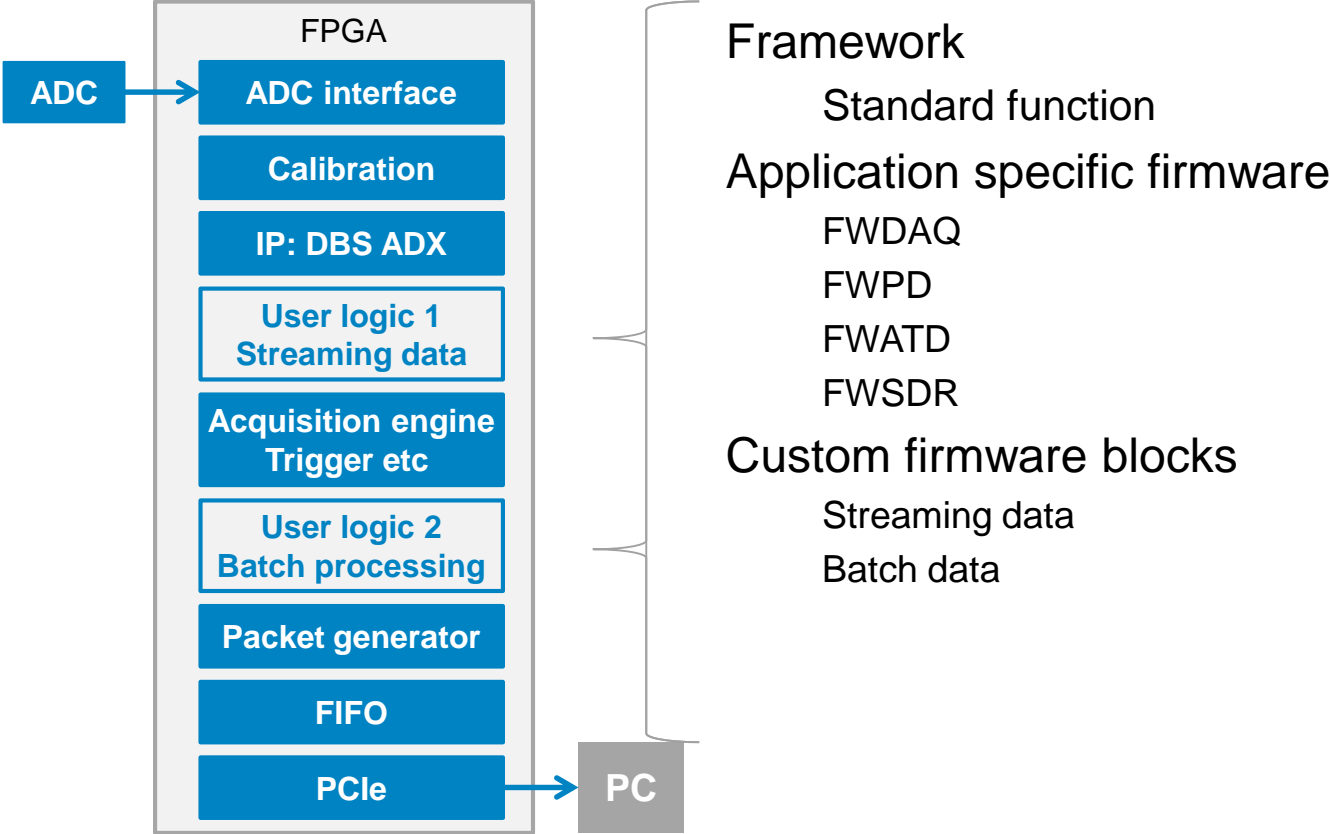 FPGA
ADC
ADC interface
Calibration
IP: DBS ADX
User logic 1
Streaming data
Acquisition engine
Trigger etc
User logic 2
Batch processing
Packet generator
FIFO
PCIe
PC
Framework
Standard function
Application specific firmware
FWDAQ
FWPD
FWATD
FWSDR
Custom firmware blocks
Streaming data
Batch data